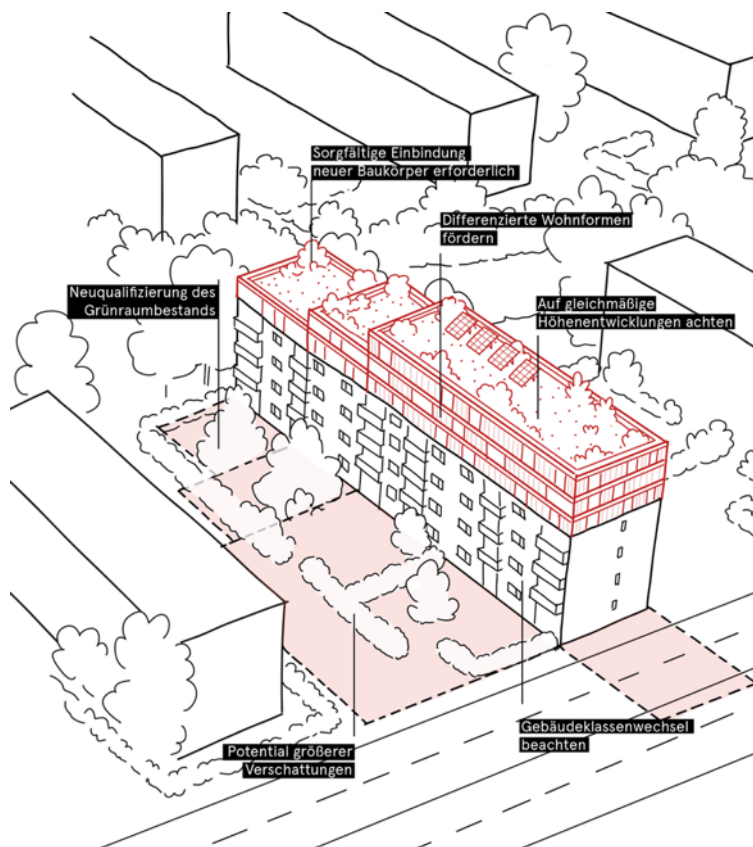 Sorgfältige Einbindung
neuer Baukörper erforderlich
Differenzierte Wohnformen
fördern
Neuqualifizierung des
Grünraumbestands
Auf gleichmäßige
Höhenentwicklungen achten
Gebäudeklassenwechsel
beachten
Potential größerer
Verschattungen